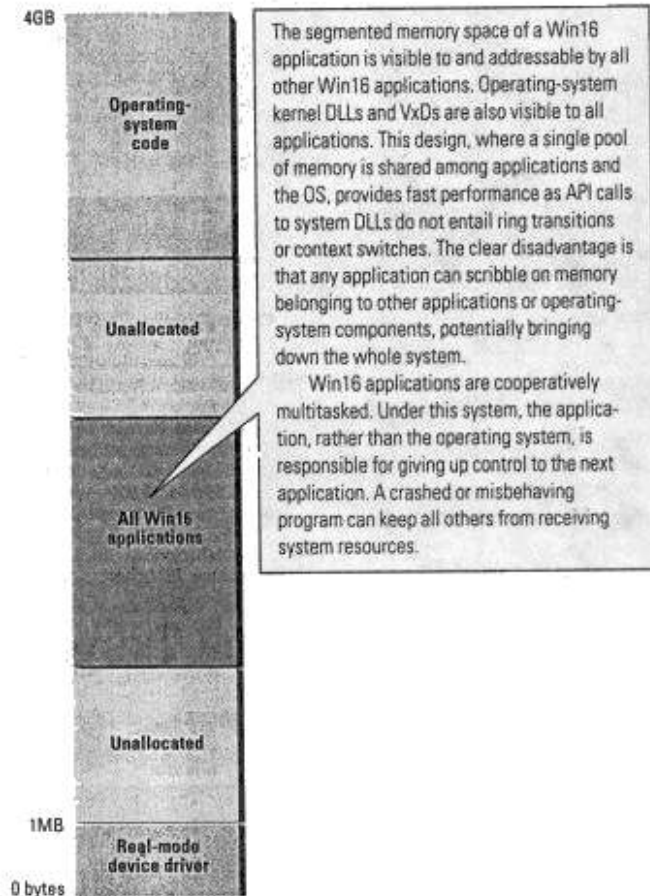 4GB
Operating-
system
code
Unallocated
All Win16
applications
Unallocated
1MB
Real-mode
device driver
0 bytes
The segmented memory space of a Win16
application is visible to and addressable by all
other Win16 applications. Operating-system
kernel DLLs and VxDs are also visible to all
applications. This design, where a single pool
of memory is shared among applications and
the OS, provides fast performance as API calls
to system DLLs do not entail ring transitions
or context switches. The clear disadvantage is
that any application can scribble on memory
belonging to other applications or operating-
system components, potentially bringing
down the whole system.
Win16 applications are cooperatively
multitasked. Under this system, the applica-
tion, rather than the operating system, is
responsible for giving up control to the next
application. A crashed or misbehaving
program can keep all others from receiving
system resources.